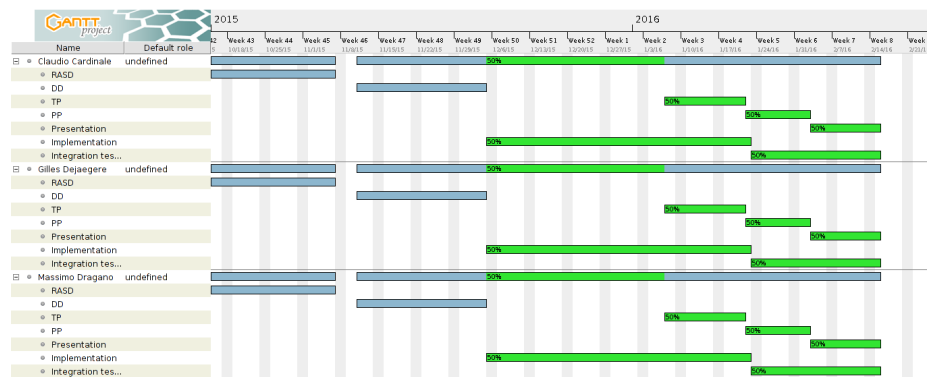 GANTT project
2015 2016
42 Week 43 Week 44 Week 45 Week 46 Week 47 Week 48 Week 49 Week 50 Week 51 Week 52 Week 1 Week 2 Week 3 Week 4 Week 5 Week 6 Week 7 Week 8 Week
5 10/18/15 10/25/15 11/1/15 11/8/15 11/15/15 11/22/15 11/29/15 12/6/15 12/13/15 12/20/15 12/27/15 1/3/16 1/10/16 1/17/16 1/24/16 1/31/16 2/7/16 2/14/16 2/21/1
Name Default role
Claudio Cardinale undefined 50%
RASD
DD
TP 50%
PP 50%
Presentation 50%
Implementation 50%
Integration tes... 50%
Gilles Dejaegere undefined 50%
RASD
DD
TP 50%
PP 50%
Presentation 50%
Implementation 50%
Integration tes... 50%
Massimo Dragano undefined 50%
RASD
DD
TP 50%
PP 50%
Presentation 50%
Implementation 50%
Integration tes... 50%